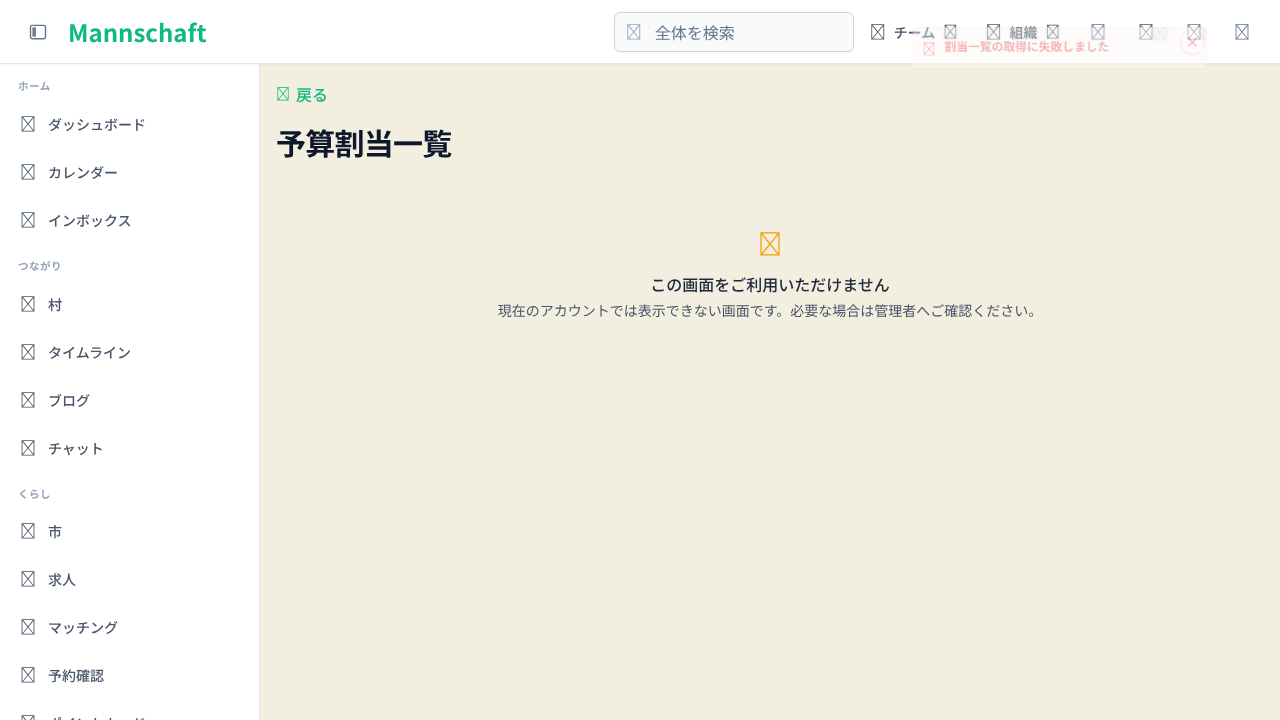 Mannschaft
全体を検索
チーム
組織
割当一覧の取得に失敗しました
ホーム
ダッシュボード
カレンダー
インボックス
つながり
村
タイムライン
ブログ
チャット
くらし
市
求人
マッチング
予約確認
戻る
予算割当一覧
この画面をご利用いただけません
現在のアカウントでは表示できない画面です。必要な場合は管理者へご確認ください。